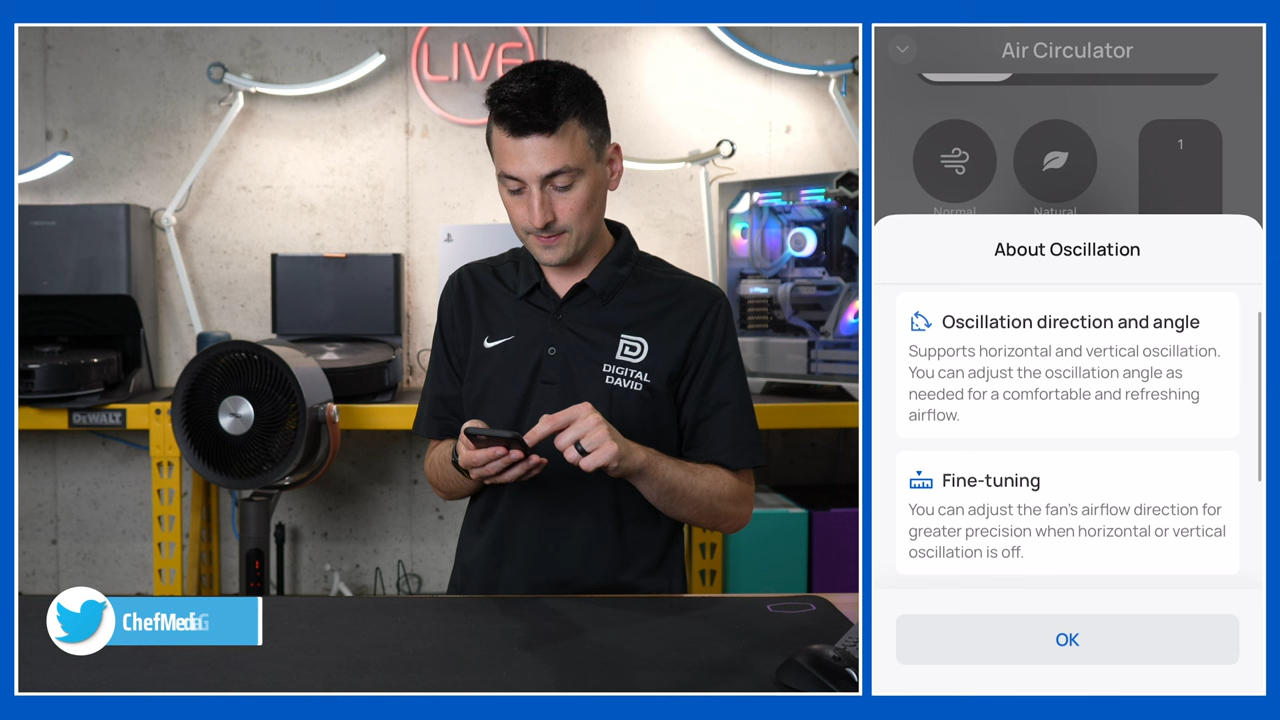 LIVE
DEWALT
DIGITAL
DAVID
Air Circulator
1
Normal
Natural
About Oscillation
Oscillation direction and angle
Supports horizontal and vertical oscillation.
You can adjust the oscillation angle as
needed for a comfortable and refreshing
airflow.
Fine-tuning
You can adjust the fan's airflow direction for
greater precision when horizontal or vertical
oscillation is off.
OK